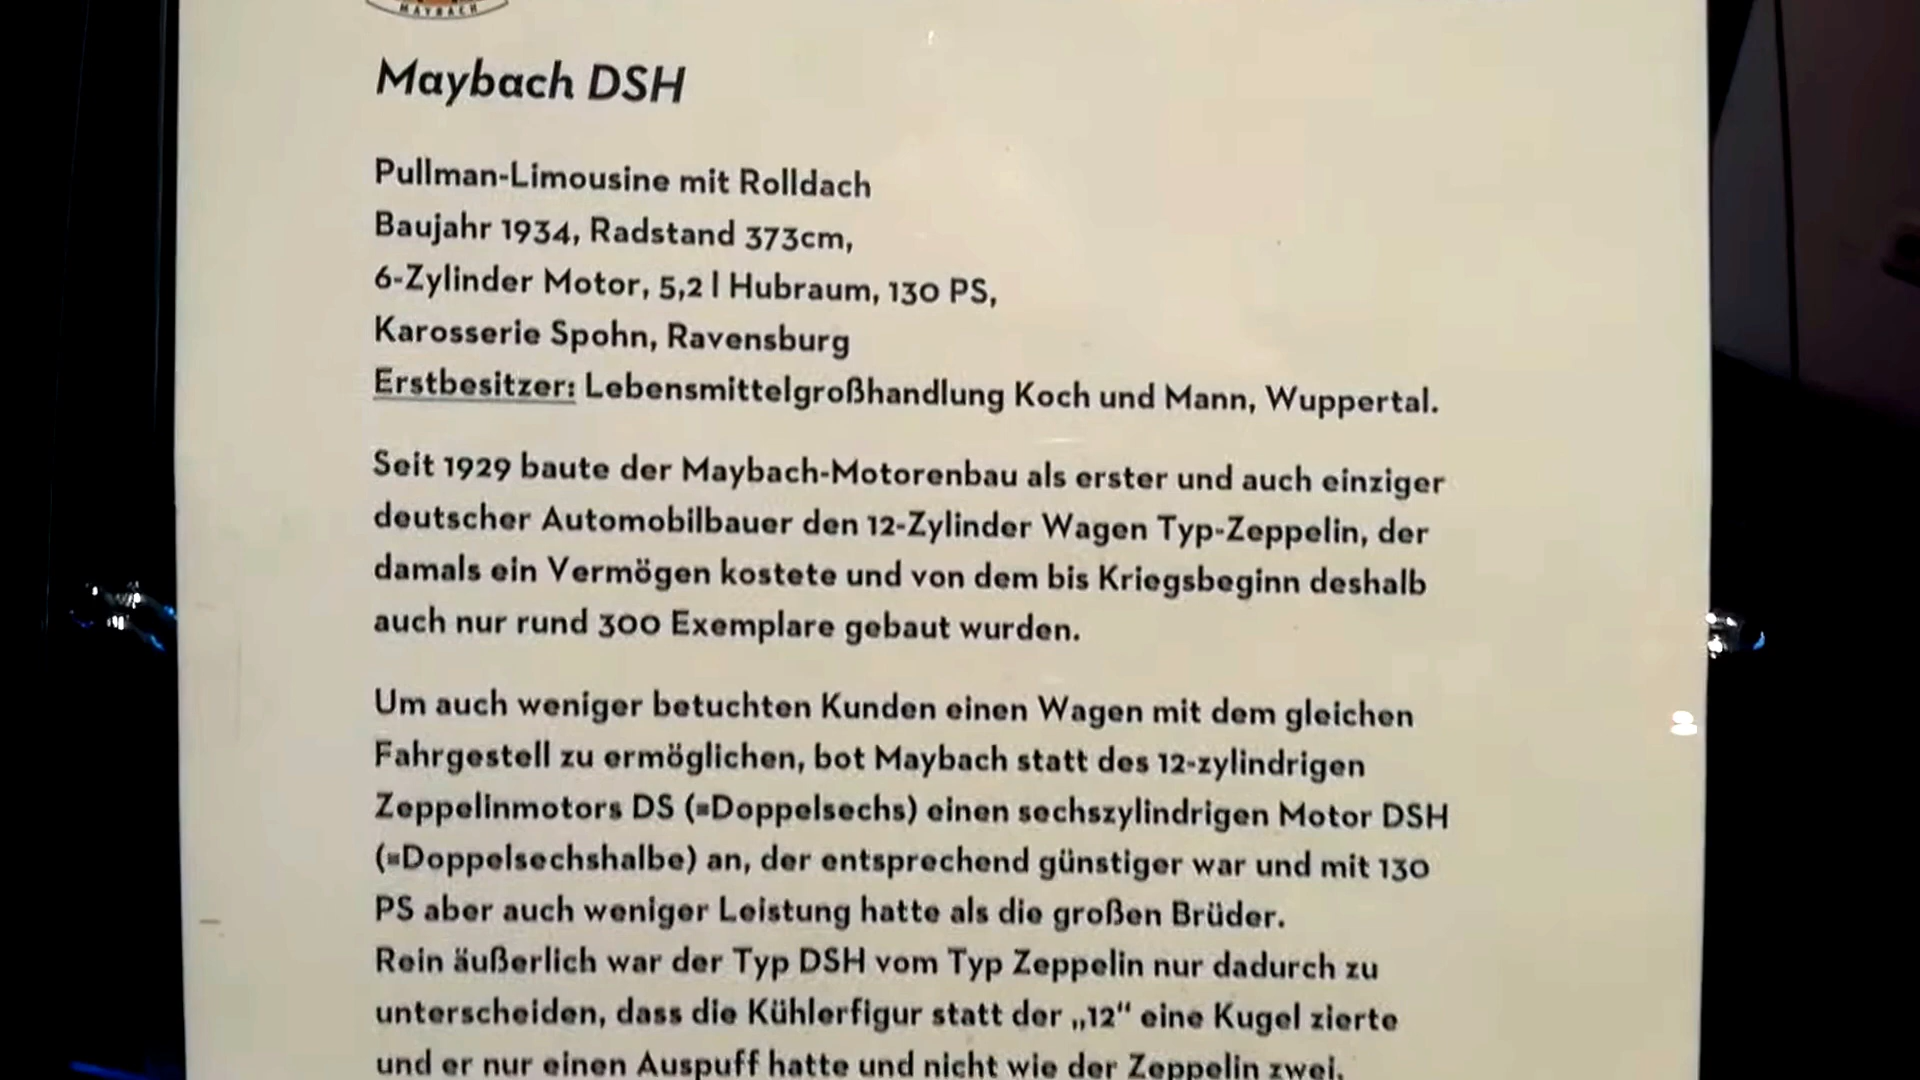 MAYBACH
Maybach DSH
Pullman-Limousine mit Rolldach
Baujahr 1934, Radstand 373cm,
6-Zylinder Motor, 5,2 l Hubraum, 130 PS,
Karosserie Spohn, Ravensburg
Erstbesitzer: Lebensmittelgroßhandlung Koch und Mann, Wuppertal.
Seit 1929 baute der Maybach-Motorenbau als erster und auch einziger
deutscher Automobilbauer den 12-Zylinder Wagen Typ-Zeppelin, der
damals ein Vermögen kostete und von dem bis Kriegsbeginn deshalb
auch nur rund 300 Exemplare gebaut wurden.
Um auch weniger betuchten Kunden einen Wagen mit dem gleichen
Fahrgestell zu ermöglichen, bot Maybach statt des 12-zylindrigen
Zeppelinmotors DS (=Doppelsechs) einen sechszylindrigen Motor DSH
(=Doppelsechshalbe) an, der entsprechend günstiger war und mit 130
PS aber auch weniger Leistung hatte als die großen Brüder.
Rein äußerlich war der Typ DSH vom Typ Zeppelin nur dadurch zu
unterscheiden, dass die Kühlerfigur statt der „12“ eine Kugel zierte
und er nur einen Auspuff hatte und nicht wie der Zeppelin zwei.